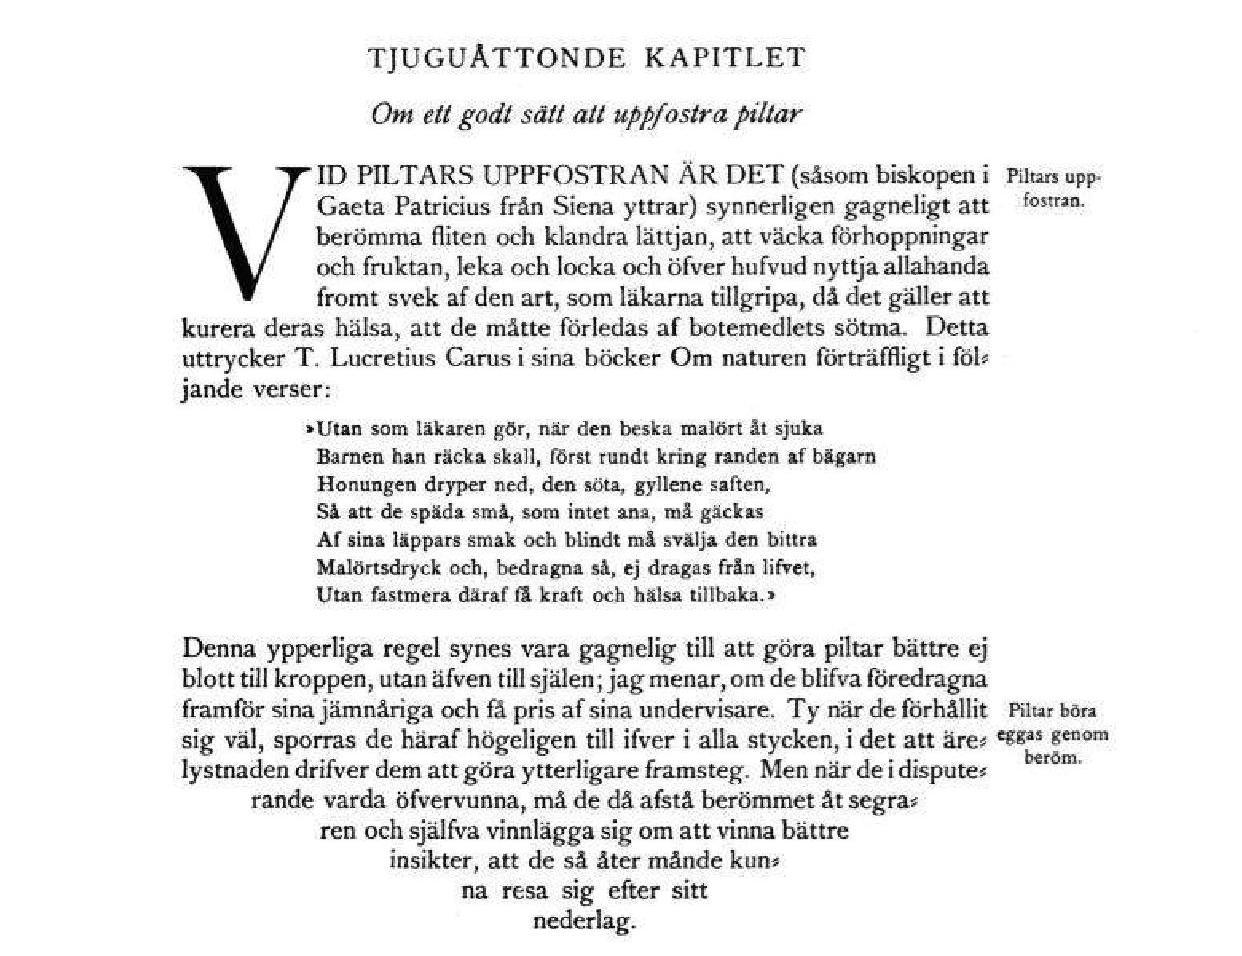 TJUGUÅTTONDE KAPITLET
Om ett godt sätt att uppfostra piltar
VID PILTARS UPPFOSTRAN ÄR DET (såsom biskopen i
Gaeta Patricius från Siena yttrar) synnerligen gagneligt att
berömma fliten och klandra lättjan, att väcka förhoppningar
och fruktan, leka och locka och öfver hufvud nyttja allahanda
fromt svek af den art, som läkarna tillgripa, då det gäller att
kurera deras hälsa, att de måtte förledas af botemedlets sötma. Detta
uttrycker T. Lucretius Carus i sina böcker Om naturen förträffligt i föl⸗
jande verser:
Piltars upp-
fostran.
»Utan som läkaren gör, när den beska malört åt sjuka
Barnen han räcka skall, först rundt kring randen af bägarn
Honungen dryper ned, den söta, gyllene saften,
Så att de späda små, som intet ana, må gäckas
Af sina läppars smak och blindt må svälja den bittra
Malörtsdryck och, bedragna så, ej dragas från lifvet,
Utan fastmera däraf få kraft och hälsa tillbaka.»
Denna ypperliga regel synes vara gagnelig till att göra piltar bättre ej
blott till kroppen, utan äfven till själen; jag menar, om de blifva föredragna
framför sina jämnåriga och få pris af sina undervisare. Ty när de förhållit
sig väl, sporras de häraf högeligen till ifver i alla stycken, i det att äre⸗
lystnaden drifver dem att göra ytterligare framsteg. Men när de i dispute⸗
rande varda öfvervunna, må de då afstå berömmet åt segra⸗
ren och själfva vinnlägga sig om att vinna bättre
insikter, att de så åter månde kun⸗
na resa sig efter sitt
nederlag.
Piltar böra
eggas genom
beröm.